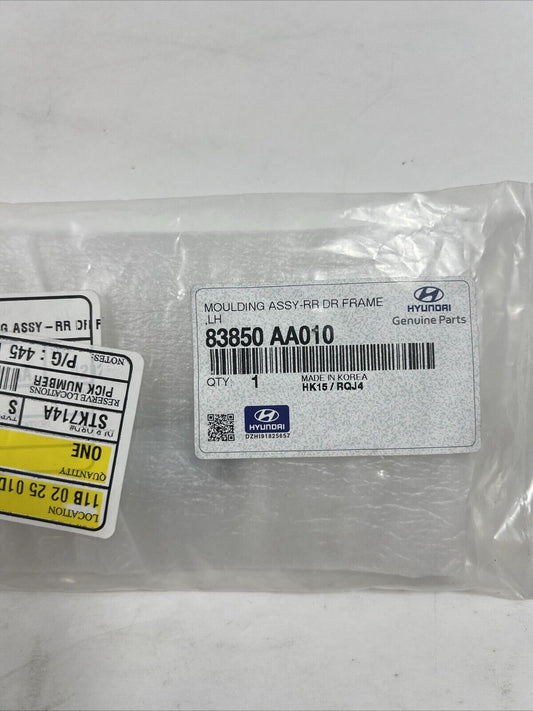 MOULDING ASSY-RR DR FRAME
,LH
83850 AA010
QTY 1 MADE IN KOREA
HK15 / RQJ4
HYUNDAI
Genuine Parts
HYUNDAI
DZHI91825657
NG ASSY-RR DR F
NOTES:
P/G : 445
RESERVE LOCATIONS
PICK NUMBER
STK714A
S
ONE
QUANTITY
11B 02 25 01D
LOCATION